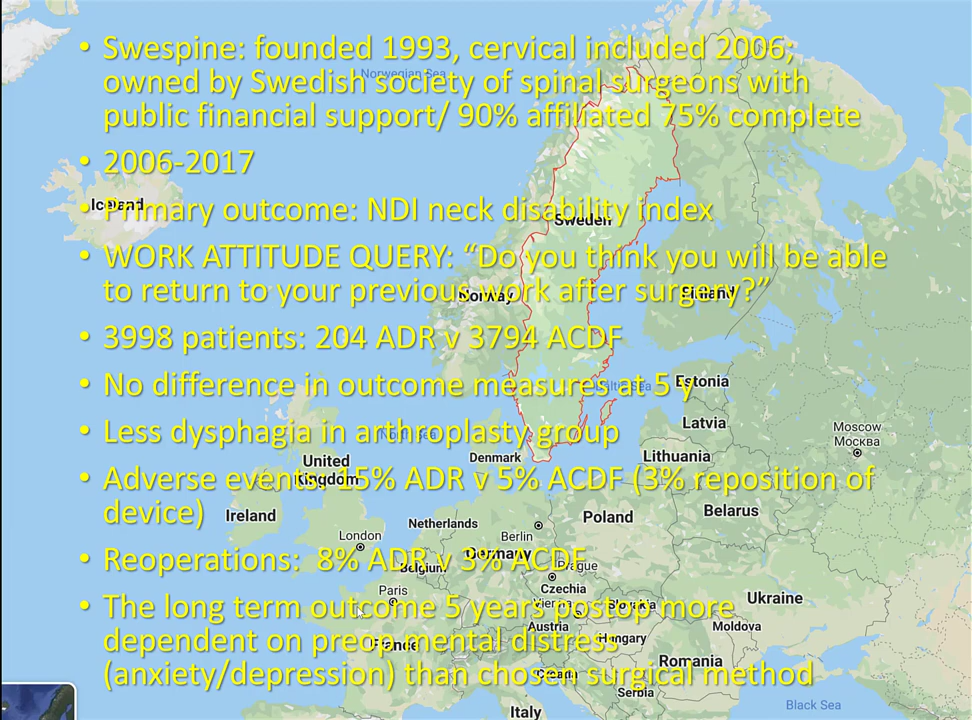 • Swespine: founded 1993, cervical included 2006;
owned by Swedish society of spinal surgeons with
public financial support/ 90% affiliated 75% complete
• 2006-2017
• Primary outcome: NDI neck disability index
• WORK ATTITUDE QUERY: “Do you think you will be able
to return to your previous work after surgery?”
• 3998 patients: 204 ADR v 3794 ACDF
• No difference in outcome measures at 5 y
• Less dysphagia in arthroplasty group
• Adverse events: 15% ADR v 5% ACDF (3% reposition of
device)
• Reoperations: 8% ADR v 3% ACDF
• The long term outcome 5 years postop more
dependent on preop mental distress
(anxiety/depression) than chosen surgical method
Norwegian Sea
Iceland
Sweden
Norway
Finland
Baltic Sea
Estonia
Latvia
Moscow
Москва
North Sea
Denmark
Lithuania
United
Kingdom
Ireland
Belarus
Poland
Netherlands
London
Berlin
Germany
Belgium
Prague
Paris
Czechia
Vienna
Slovakia
Ukraine
Austria
Hungary
Moldova
France
Romania
Croatia
Serbia
Black Sea
Italy